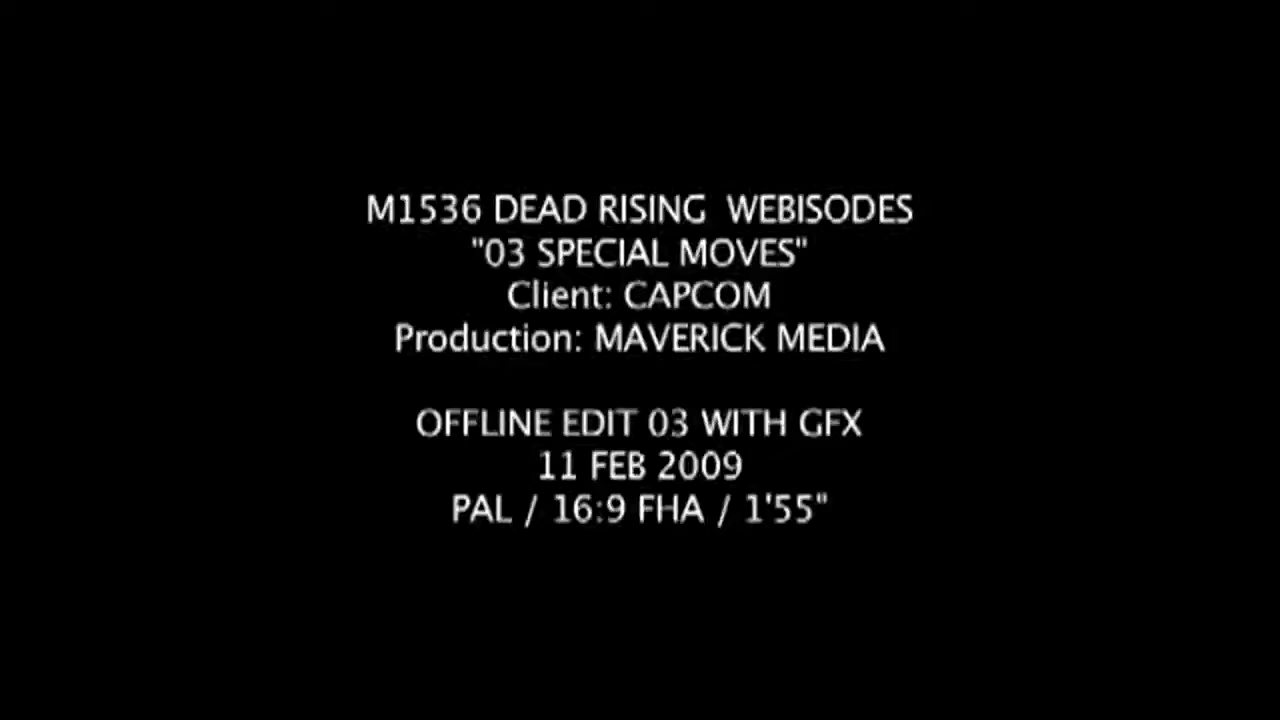 M1536 DEAD RISING  WEBISODES
"03 SPECIAL MOVES"
Client: CAPCOM
Production: MAVERICK MEDIA
OFFLINE EDIT 03 WITH GFX
11 FEB 2009
PAL / 16:9 FHA / 1'55"